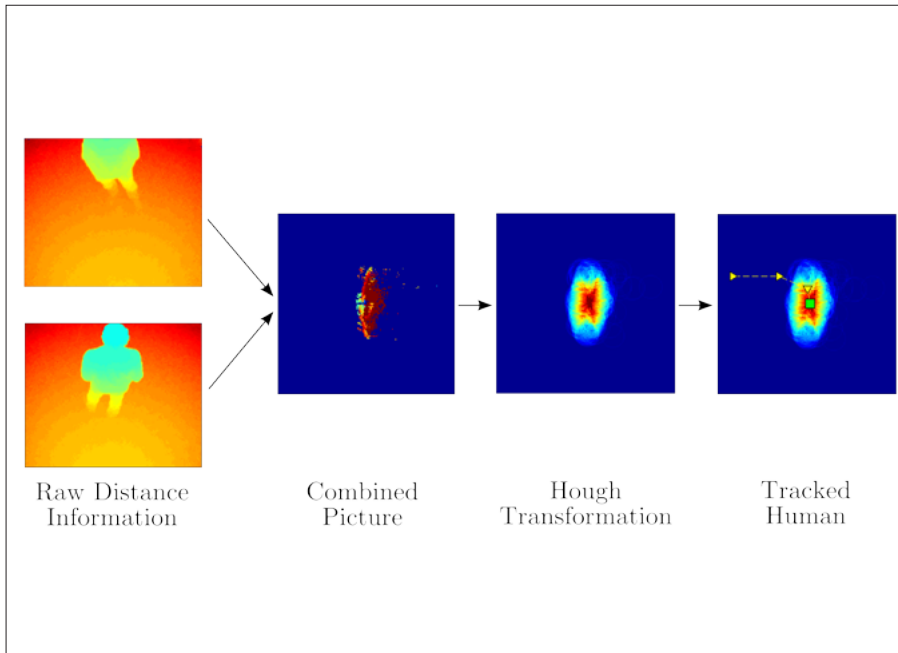 Raw Distance
Information
Combined
Picture
Hough
Transformation
Tracked
Human